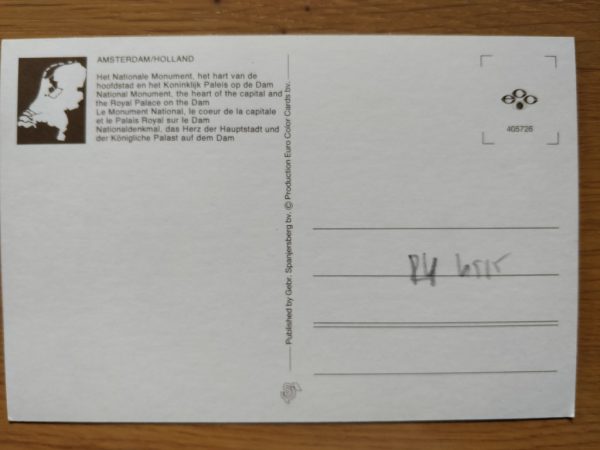 AMSTERDAM/HOLLAND
Het Nationale Monument, het hart van de
hoofdstad en het Koninklijk Paleis op de Dam
National Monument, the heart of the capital and
the Royal Palace on the Dam
Le Monument National, le coeur de la capitale
et le Palais Royal sur le Dam
Nationaldenkmal, das Herz der Hauptstadt und
der Königliche Palast auf dem Dam
Published by Gebr. Spanjersberg bv. © Production Euro Color Cards bv.
405726